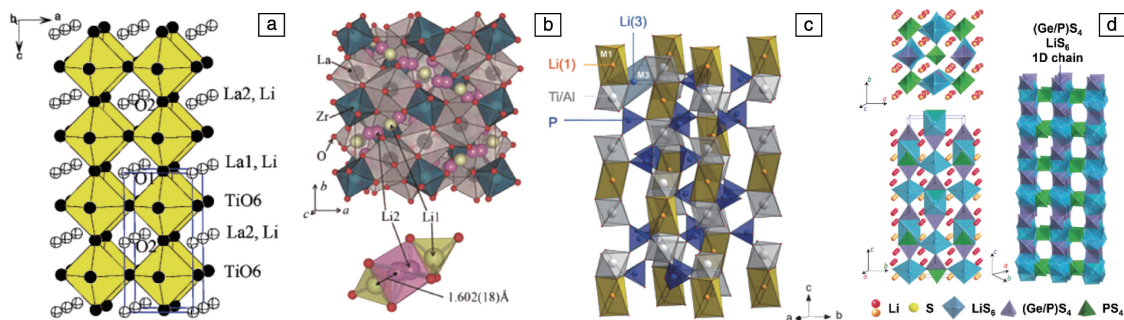 a
b
a
c
O2
La2, Li
La1, Li
O1
TiO6
La2, Li
O2
TiO6
b
La
Zr
O
b
c
a
Li2
Li1
1.602(18)Å
c
Li(3)
M1
Li(1)
M3
Ti/Al
P
c
a
b
d
(Ge/P)S4
LiS6
1D chain
b
c
a
c
a
b
c
a
b
Li
S
LiS6
(Ge/P)S4
PS4